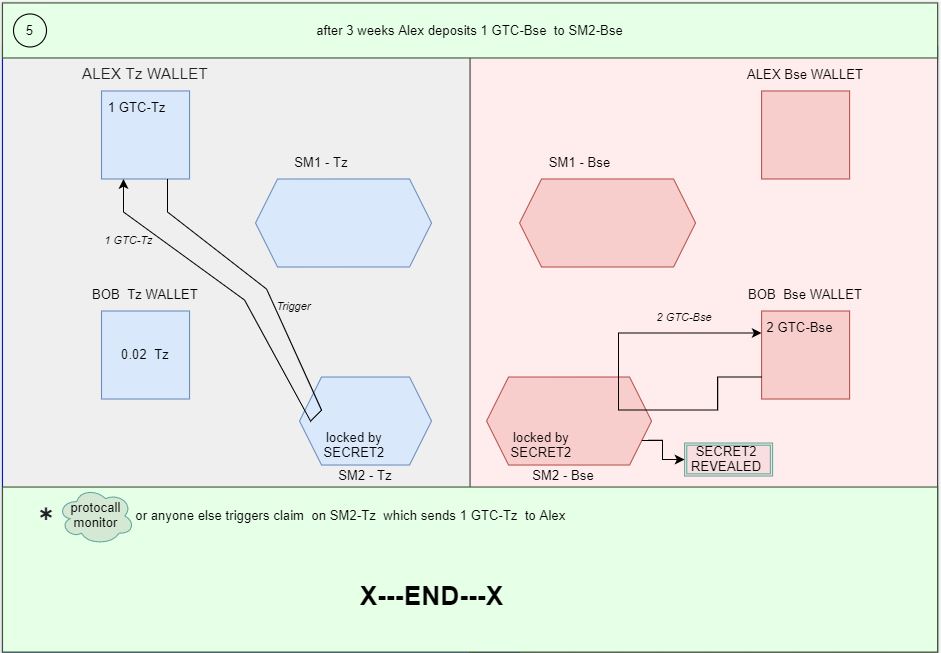 5
after 3 weeks Alex deposits 1 GTC-Bse to SM2-Bse
ALEX Tz WALLET
1 GTC-Tz
SM1 - Tz
1 GTC-Tz
BOB Tz WALLET
0.02 Tz
Trigger
locked by
SECRET2
SM2 - Tz
ALEX Bse WALLET
SM1 - Bse
BOB Bse WALLET
2 GTC-Bse
2 GTC-Bse
locked by
SECRET2
SM2 - Bse
SECRET2
REVEALED
* protocall
monitor
or anyone else triggers claim on SM2-Tz which sends 1 GTC-Tz to Alex
X---END---X